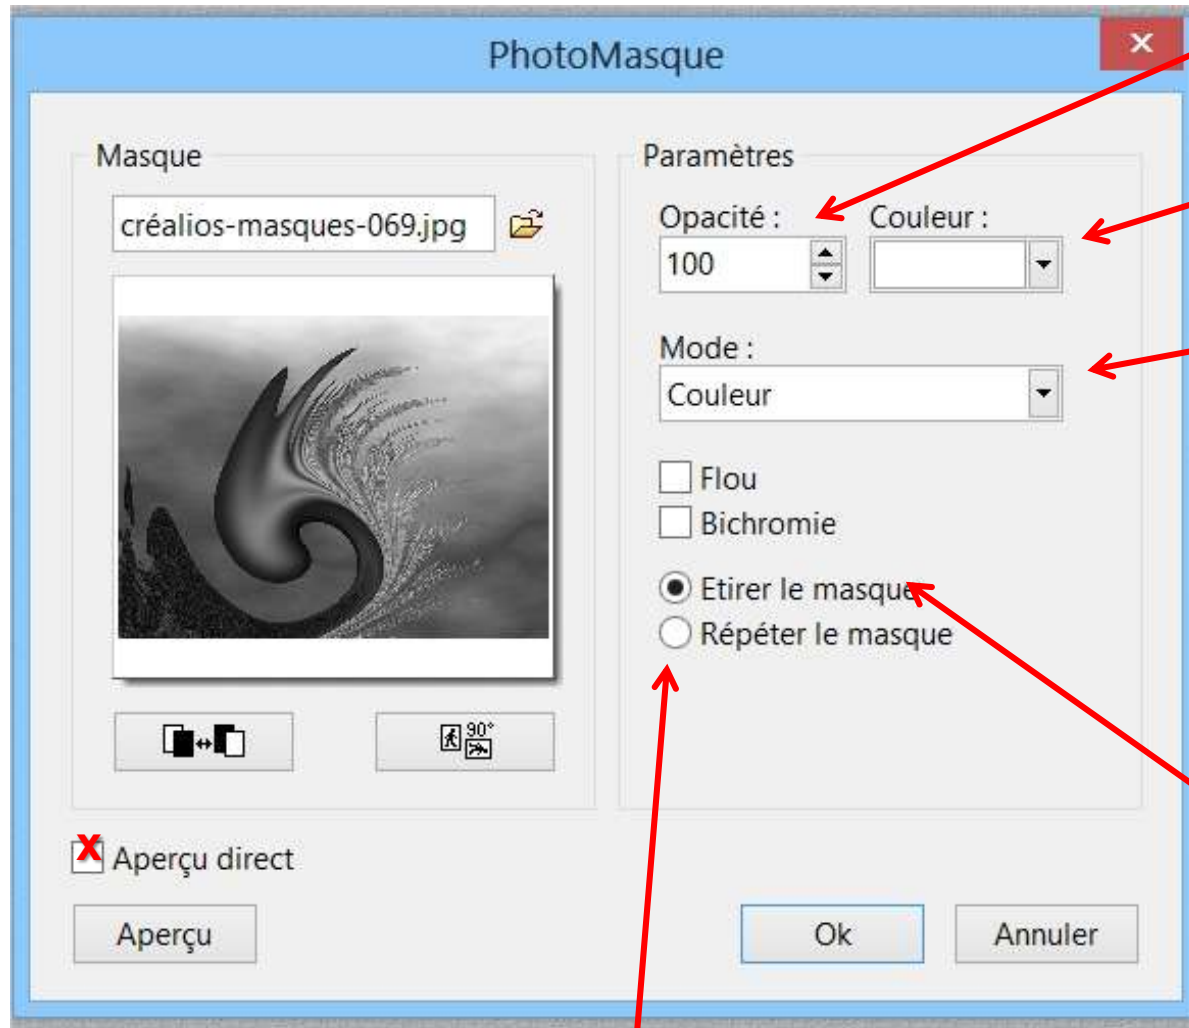 PhotoMasque
Masque
créalios-masques-069.jpg
90°
Paramètres
Opacité :
Couleur :
100
Mode :
Couleur
Flou
Bichromie
Etirer le masque
Répéter le masque
X Aperçu direct
Aperçu
Ok
Annuler